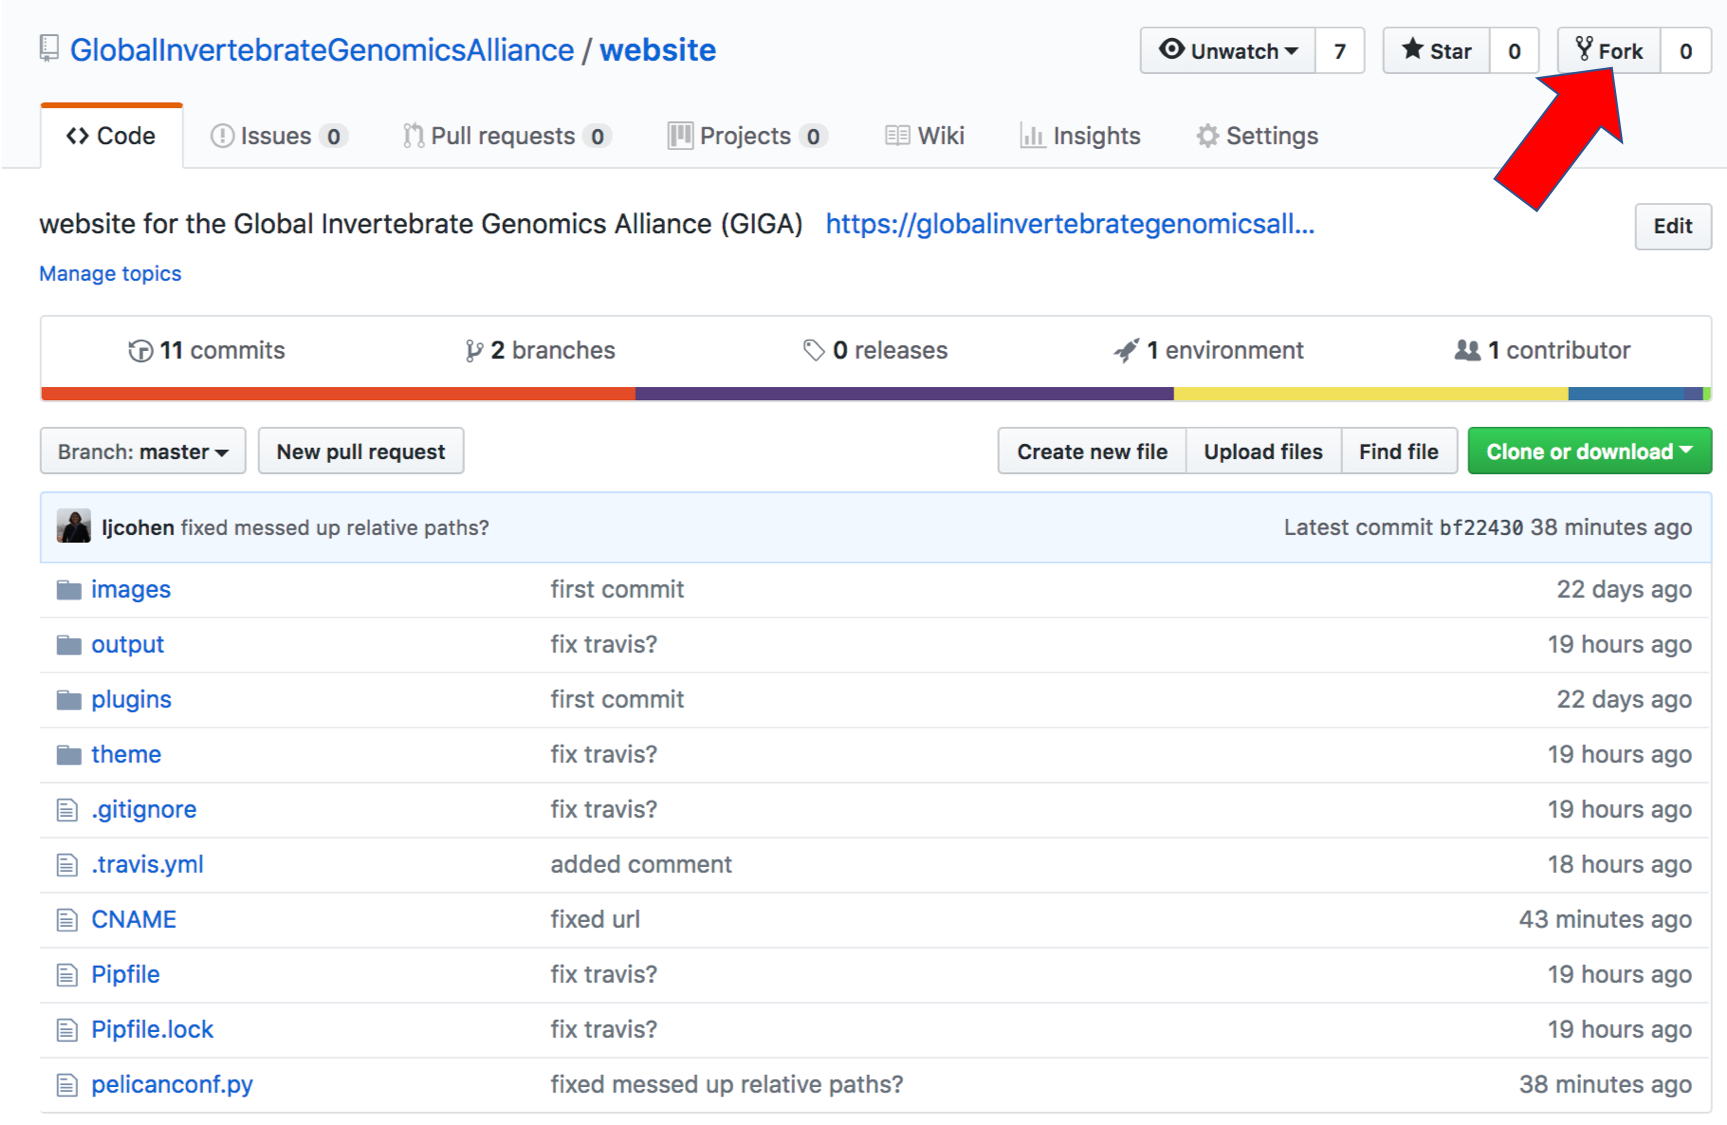 GlobalInvertebrateGenomicsAlliance / website Unwatch 7 Star 0 Fork 0
Code Issues 0 Pull requests 0 Projects 0 Wiki Insights Settings
website for the Global Invertebrate Genomics Alliance (GIGA) https://globalinvertebrategenomicsall... Edit
Manage topics
11 commits 2 branches 0 releases 1 environment 1 contributor
Branch: master New pull request Create new file Upload files Find file Clone or download
ljcohen fixed messed up relative paths? Latest commit bf22430 38 minutes ago
images first commit 22 days ago
output fix travis? 19 hours ago
plugins first commit 22 days ago
theme fix travis? 19 hours ago
.gitignore fix travis? 19 hours ago
.travis.yml added comment 18 hours ago
CNAME fixed url 43 minutes ago
Pipfile fix travis? 19 hours ago
Pipfile.lock fix travis? 19 hours ago
pelicanconf.py fixed messed up relative paths? 38 minutes ago